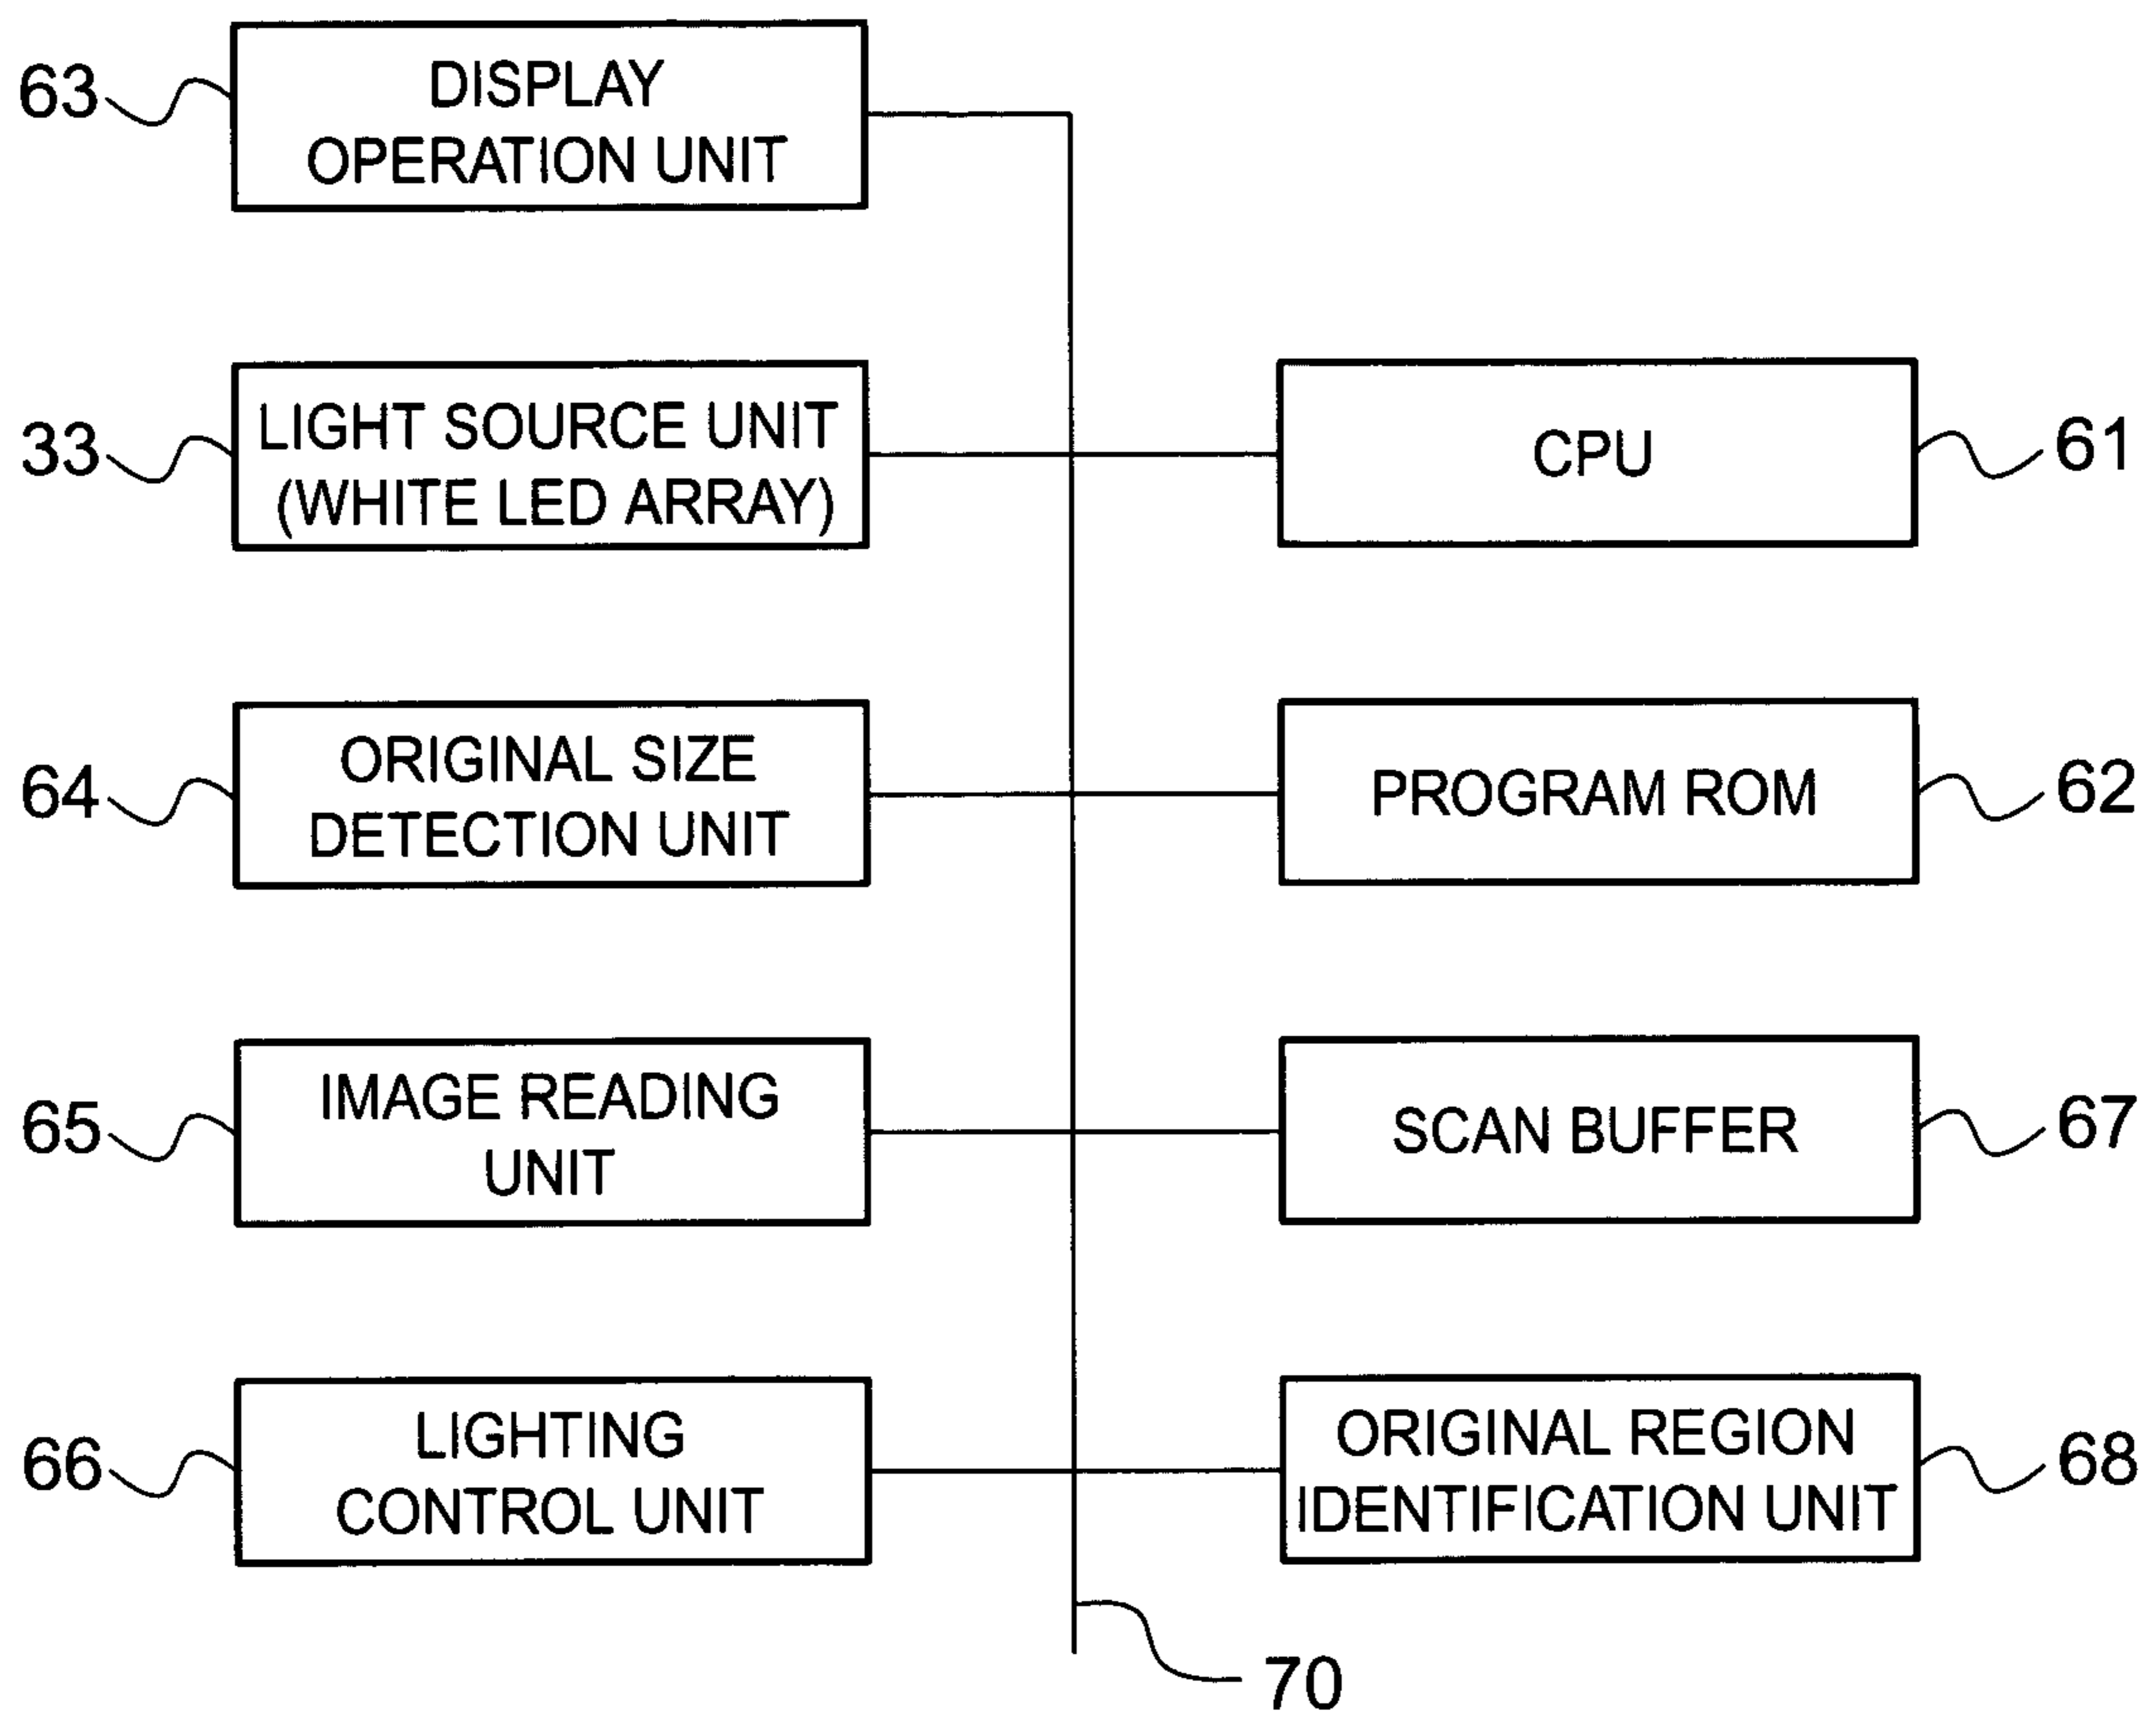 63
DISPLAY
OPERATION UNIT
33
LIGHT SOURCE UNIT
(WHITE LED ARRAY)
CPU
61
64
ORIGINAL SIZE
DETECTION UNIT
PROGRAM ROM
62
65
IMAGE READING
UNIT
SCAN BUFFER
67
66
LIGHTING
CONTROL UNIT
ORIGINAL REGION
IDENTIFICATION UNIT
68
70